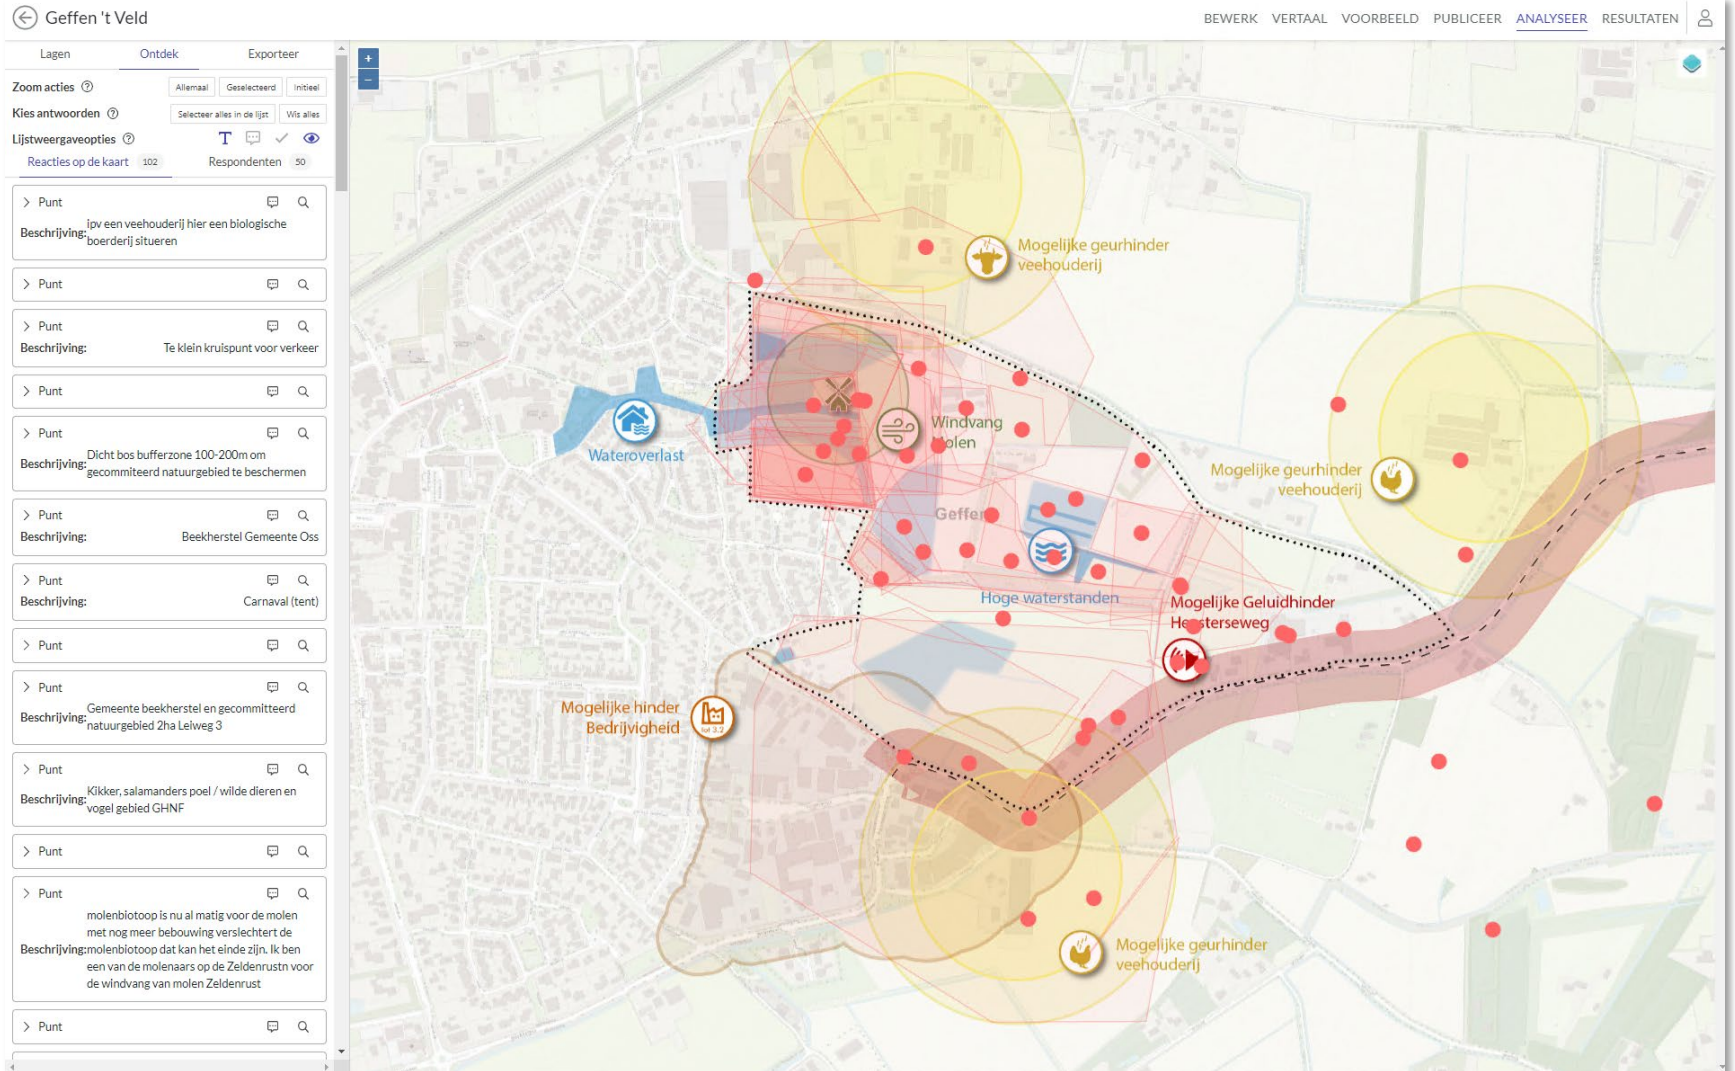 Geffen 't Veld
BEWERK VERTAAL VOORBEELD PUBLICEER ANALYSEER RESULTATEN
Lagen Ontdek Exporteer
Zoom acties Allemaal Geselecteerd Initieel
Kies antwoorden Selecteer alles in de lijst Wis alles
Lijstweergaveopties T
Reacties op de kaart 102 Respondenten 50
Punt
Beschrijving: ipv een veehouderij hier een biologische
boerderij situeren
Punt
Punt
Beschrijving: Te klein kruispunt voor verkeer
Punt
Punt
Beschrijving: Dicht bos bufferzone 100-200m om
gecommiteerd natuurgebied te beschermen
Punt
Beschrijving: Beekherstel Gemeente Oss
Punt
Beschrijving: Carnaval (tent)
Punt
Punt
Beschrijving: Gemeente beekherstel en gecommitteerd
natuurgebied 2ha Leiweg 3
Punt
Beschrijving: Kikker, salamanders poel / wilde dieren en
vogel gebied GHNF
Punt
Punt
molenbiotoop is nu al matig voor de molen
met nog meer bebouwing verslechtert de
Beschrijving: molenbiotoop dat kan het einde zijn. Ik ben
een van de molenaars op de Zeldenrustn voor
de windvang van molen Zeldenrust
Punt
+
-
Mogelijke geurhinder
veehouderij
Windvang
Molen
Wateroverlast
Mogelijke geurhinder
veehouderij
Geffen
Hoge waterstanden
Mogelijke Geluidhinder
Heesterseweg
Mogelijke hinder
Bedrijvigheid
tot 3.2
Mogelijke geurhinder
veehouderij